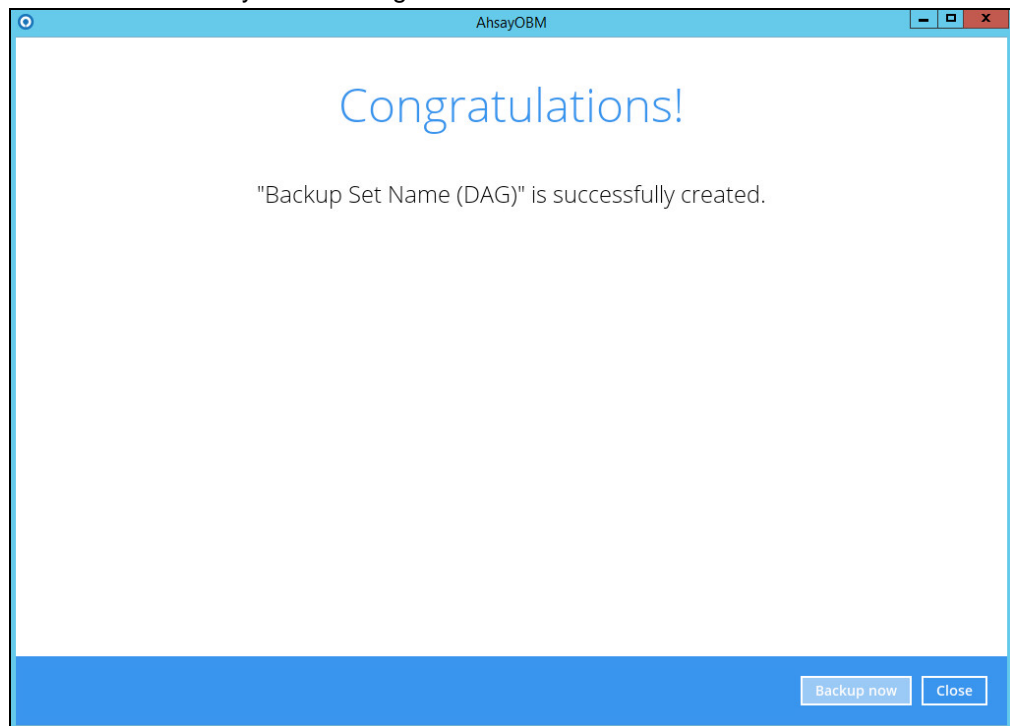 AhsayOBM
Congratulations!
"Backup Set Name (DAG)" is successfully created.
Backup now Close